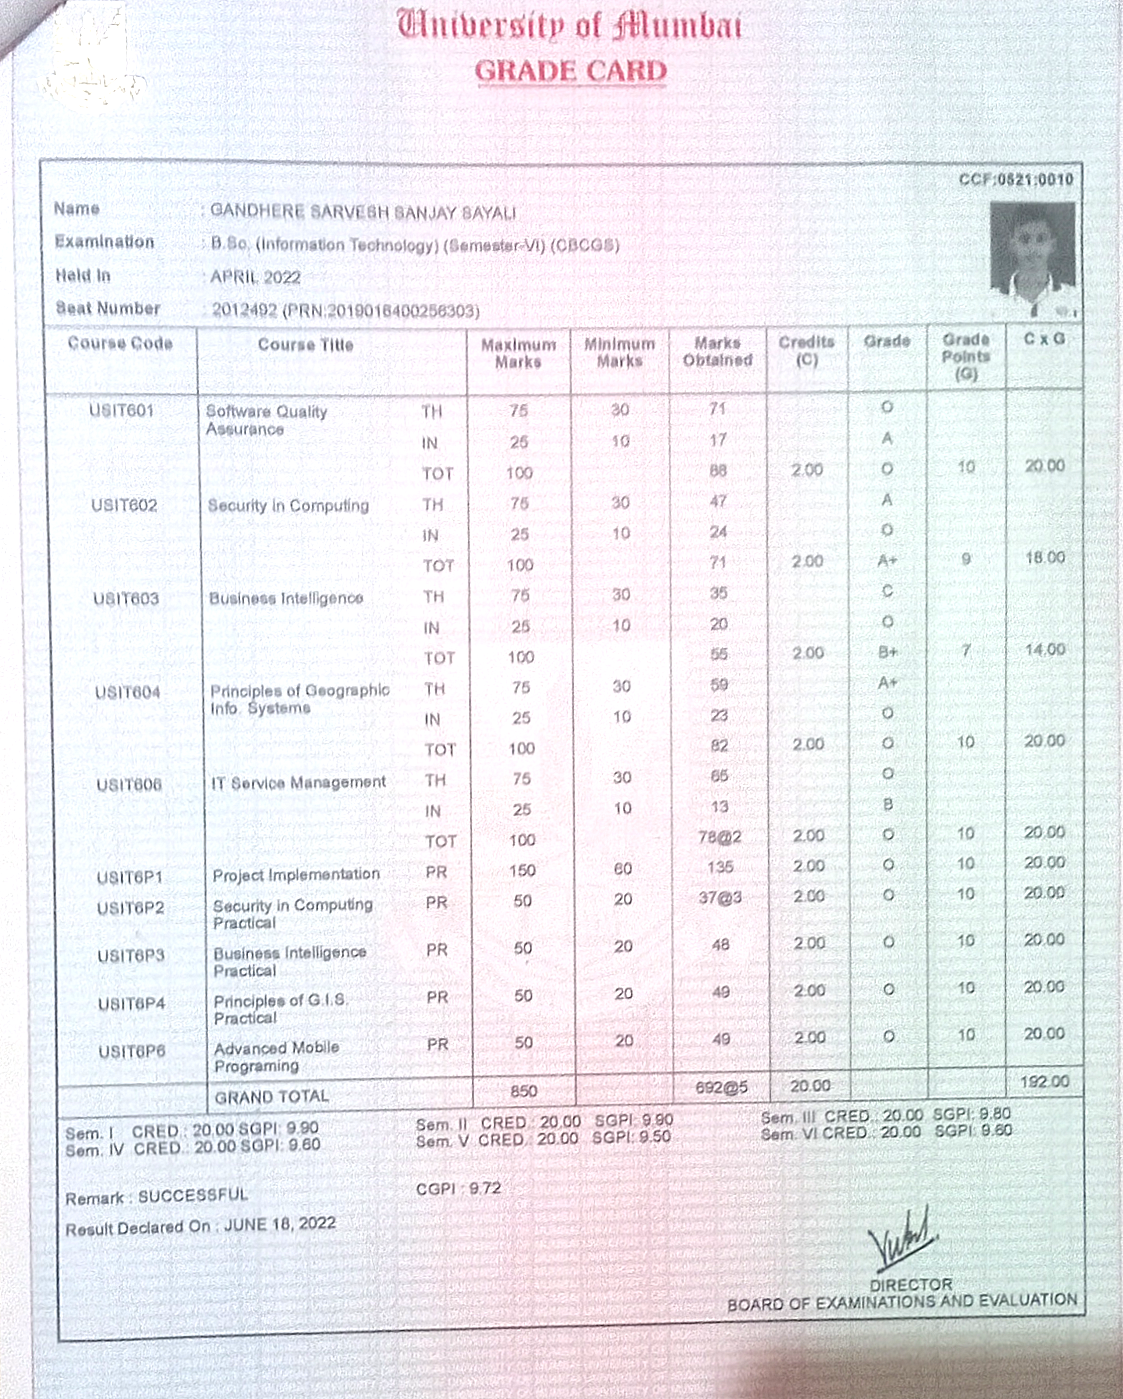 University of Mumbai
GRADE CARD
CCF:0521:0010
Name : GANDHERE SARVESH SANJAY SAYALI
Examination : B.Sc. (Information Technology) (Semester-VI) (CBCGS)
Held In : APRIL 2022
Seat Number : 2012492 (PRN:2019016400256303)
Course Code Course Title Maximum Marks Minimum Marks Marks Obtained Credits (C) Grade Grade Points (G) C x G
USIT601 Software Quality TH 75 30 71 O
Assurance
IN 25 10 17 A
TOT 100 88 2.00 O 10 20.00
USIT602 Security in Computing TH 75 30 47 A
IN 25 10 24 O
TOT 100 71 2.00 A+ 9 18.00
USIT603 Business Intelligence TH 75 30 35 C
IN 25 10 20 O
TOT 100 55 2.00 B+ 7 14.00
USIT604 Principles of Geographic TH 75 30 59 A+
Info. Systems IN 25 10 23 O
TOT 100 82 2.00 O 10 20.00
USIT606 IT Service Management TH 75 30 65 O
IN 25 10 13 B
TOT 100 78@2 2.00 O 10 20.00
USIT6P1 Project Implementation PR 150 60 135 2.00 O 10 20.00
USIT6P2 Security in Computing PR 50 20 37@3 2.00 O 10 20.00
Practical
USIT6P3 Business Intelligence PR 50 20 48 2.00 O 10 20.00
Practical
USIT6P4 Principles of G.I.S. PR 50 20 49 2.00 O 10 20.00
Practical
USIT6P6 Advanced Mobile PR 50 20 49 2.00 O 10 20.00
Programing
GRAND TOTAL 850 692@5 20.00 192.00
Sem. I CRED.: 20.00 SGPI: 9.90 Sem. II CRED.: 20.00 SGPI: 9.90 Sem. III CRED.: 20.00 SGPI: 9.80
Sem. IV CRED.: 20.00 SGPI: 9.60 Sem. V CRED.: 20.00 SGPI: 9.50 Sem. VI CRED.: 20.00 SGPI: 9.60
Remark : SUCCESSFUL CGPI : 9.72
Result Declared On : JUNE 18, 2022
DIRECTOR
BOARD OF EXAMINATIONS AND EVALUATION